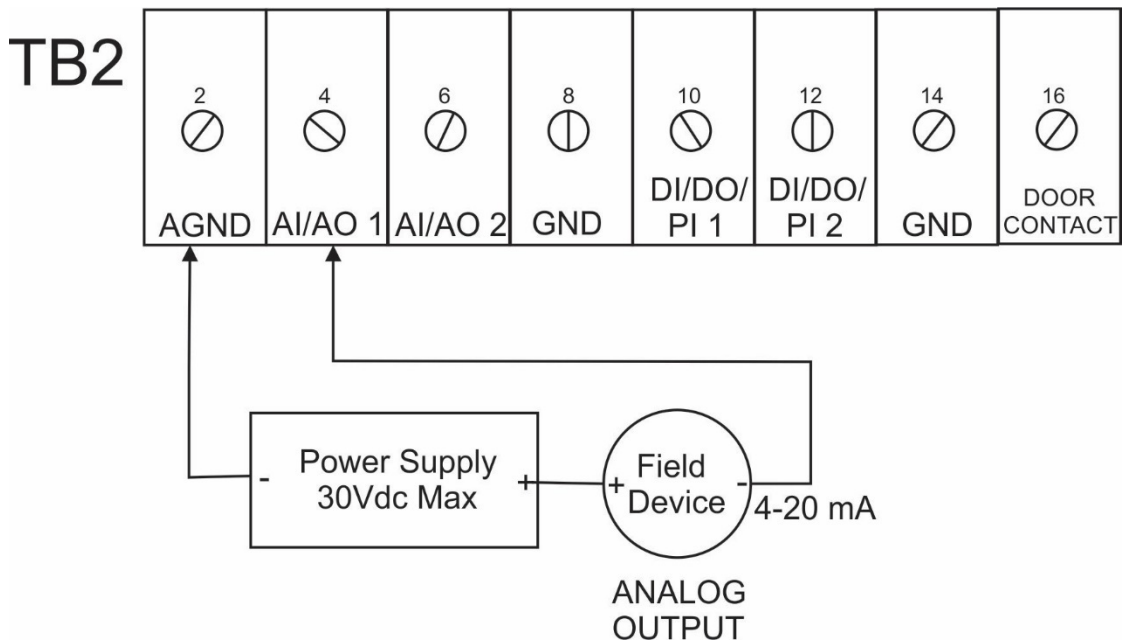 TB2
2
4
6
8
10
12
14
16
AGND
AI/AO 1
AI/AO 2
GND
DI/DO/
PI 1
DI/DO/
PI 2
GND
DOOR
CONTACT
- Power Supply +
30Vdc Max
+ Field -
Device
4-20 mA
ANALOG
OUTPUT